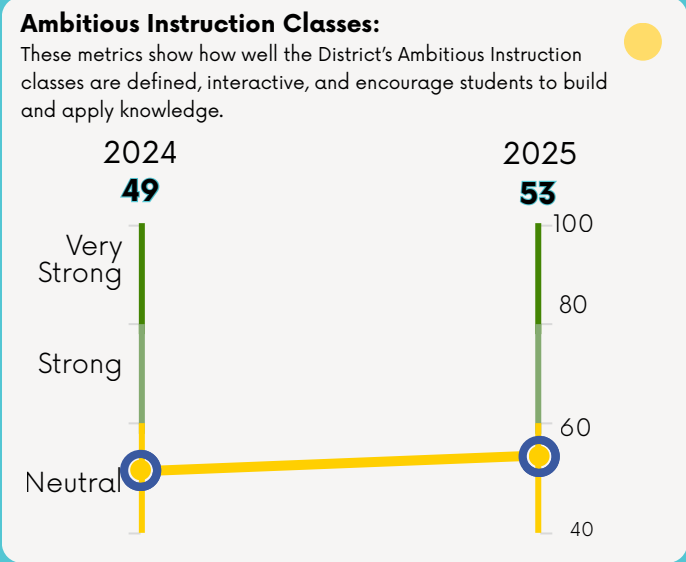 Ambitious Instruction Classes:
These metrics show how well the District's Ambitious Instruction
classes are defined, interactive, and encourage students to build
and apply knowledge.
2024
2025
49
53
100
Very
Strong
80
Strong
60
Neutral
40